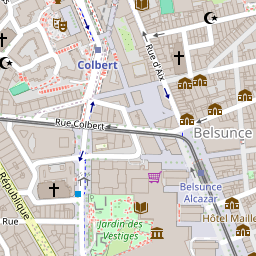 Colbert
Rue d'Aix
Rue Colbert
Belsunce
Belsunce
Alcazar
Hôtel Maille
République
Rue
Jardin des
Vestiges